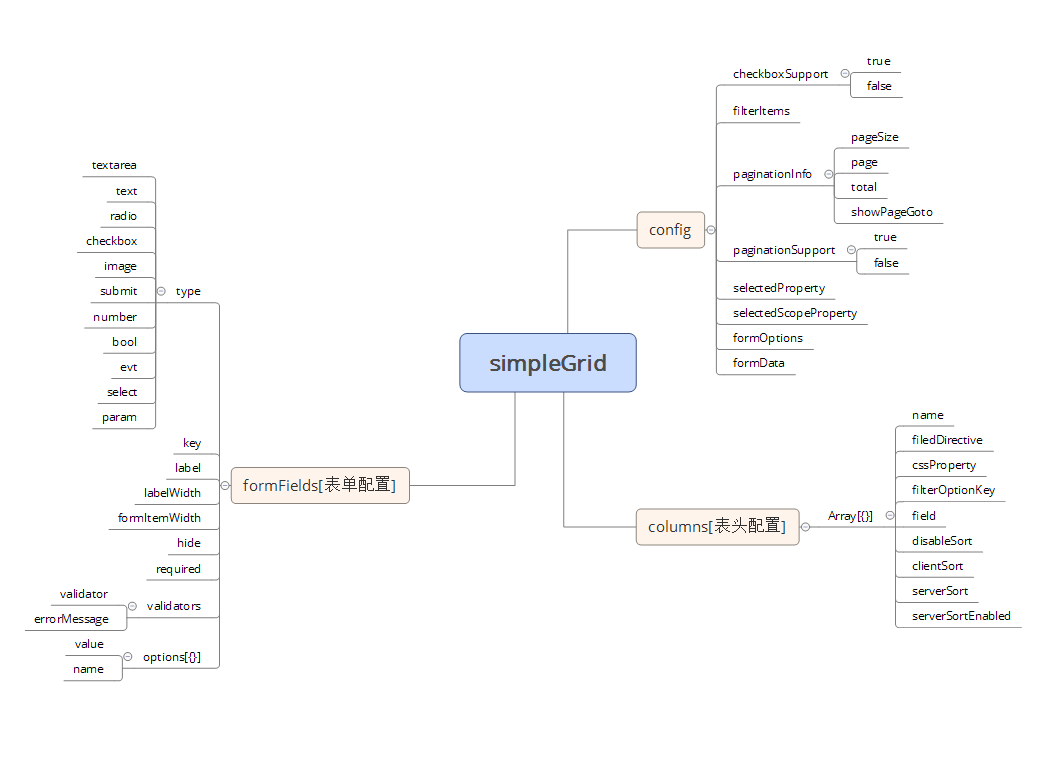 simpleGrid
config
checkboxSupport
true
false
filterItems
paginationInfo
pageSize
page
total
showPageGoto
paginationSupport
true
false
selectedProperty
selectedScopeProperty
formOptions
formData
columns[表头配置]
Array[{}]
name
filedDirective
cssProperty
filterOptionKey
field
disableSort
clientSort
serverSort
serverSortEnabled
formFields[表单配置]
type
textarea
text
radio
checkbox
image
submit
number
bool
evt
select
param
key
label
labelWidth
formItemWidth
hide
required
validators
validator
errorMessage
options[{}]
value
name